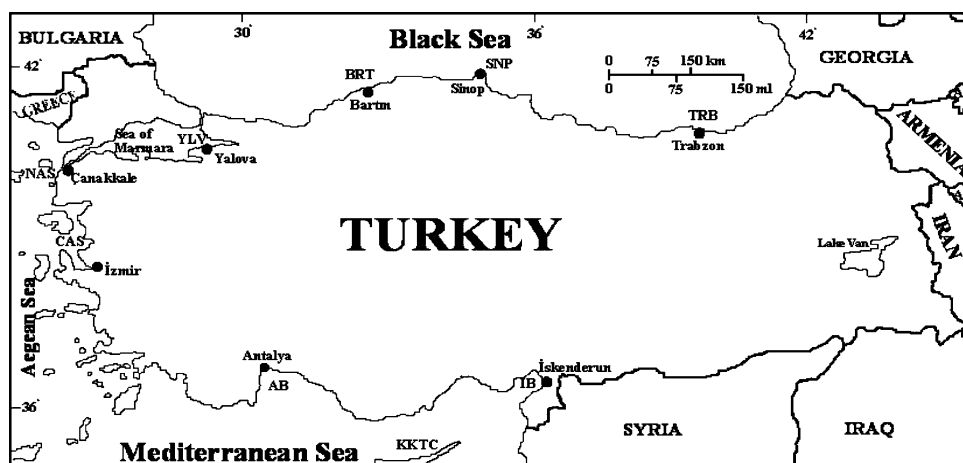 30°
36°
42°
BULGARIA
Black Sea
GEORGIA
42°
BRT
SNP
0 75 150 km
GREECE
Bartın
Sinop
0 75 150 ml
TRB
Sea of
Marmara
YLV
Trabzon
ARMENIA
Yalova
NAS
Çanakkale
TURKEY
IRAN
CAS
Lake Van
İzmir
Aegean Sea
Antalya
İskenderun
AB
IB
36°
Mediterranean Sea
KKTC
SYRIA
IRAQ